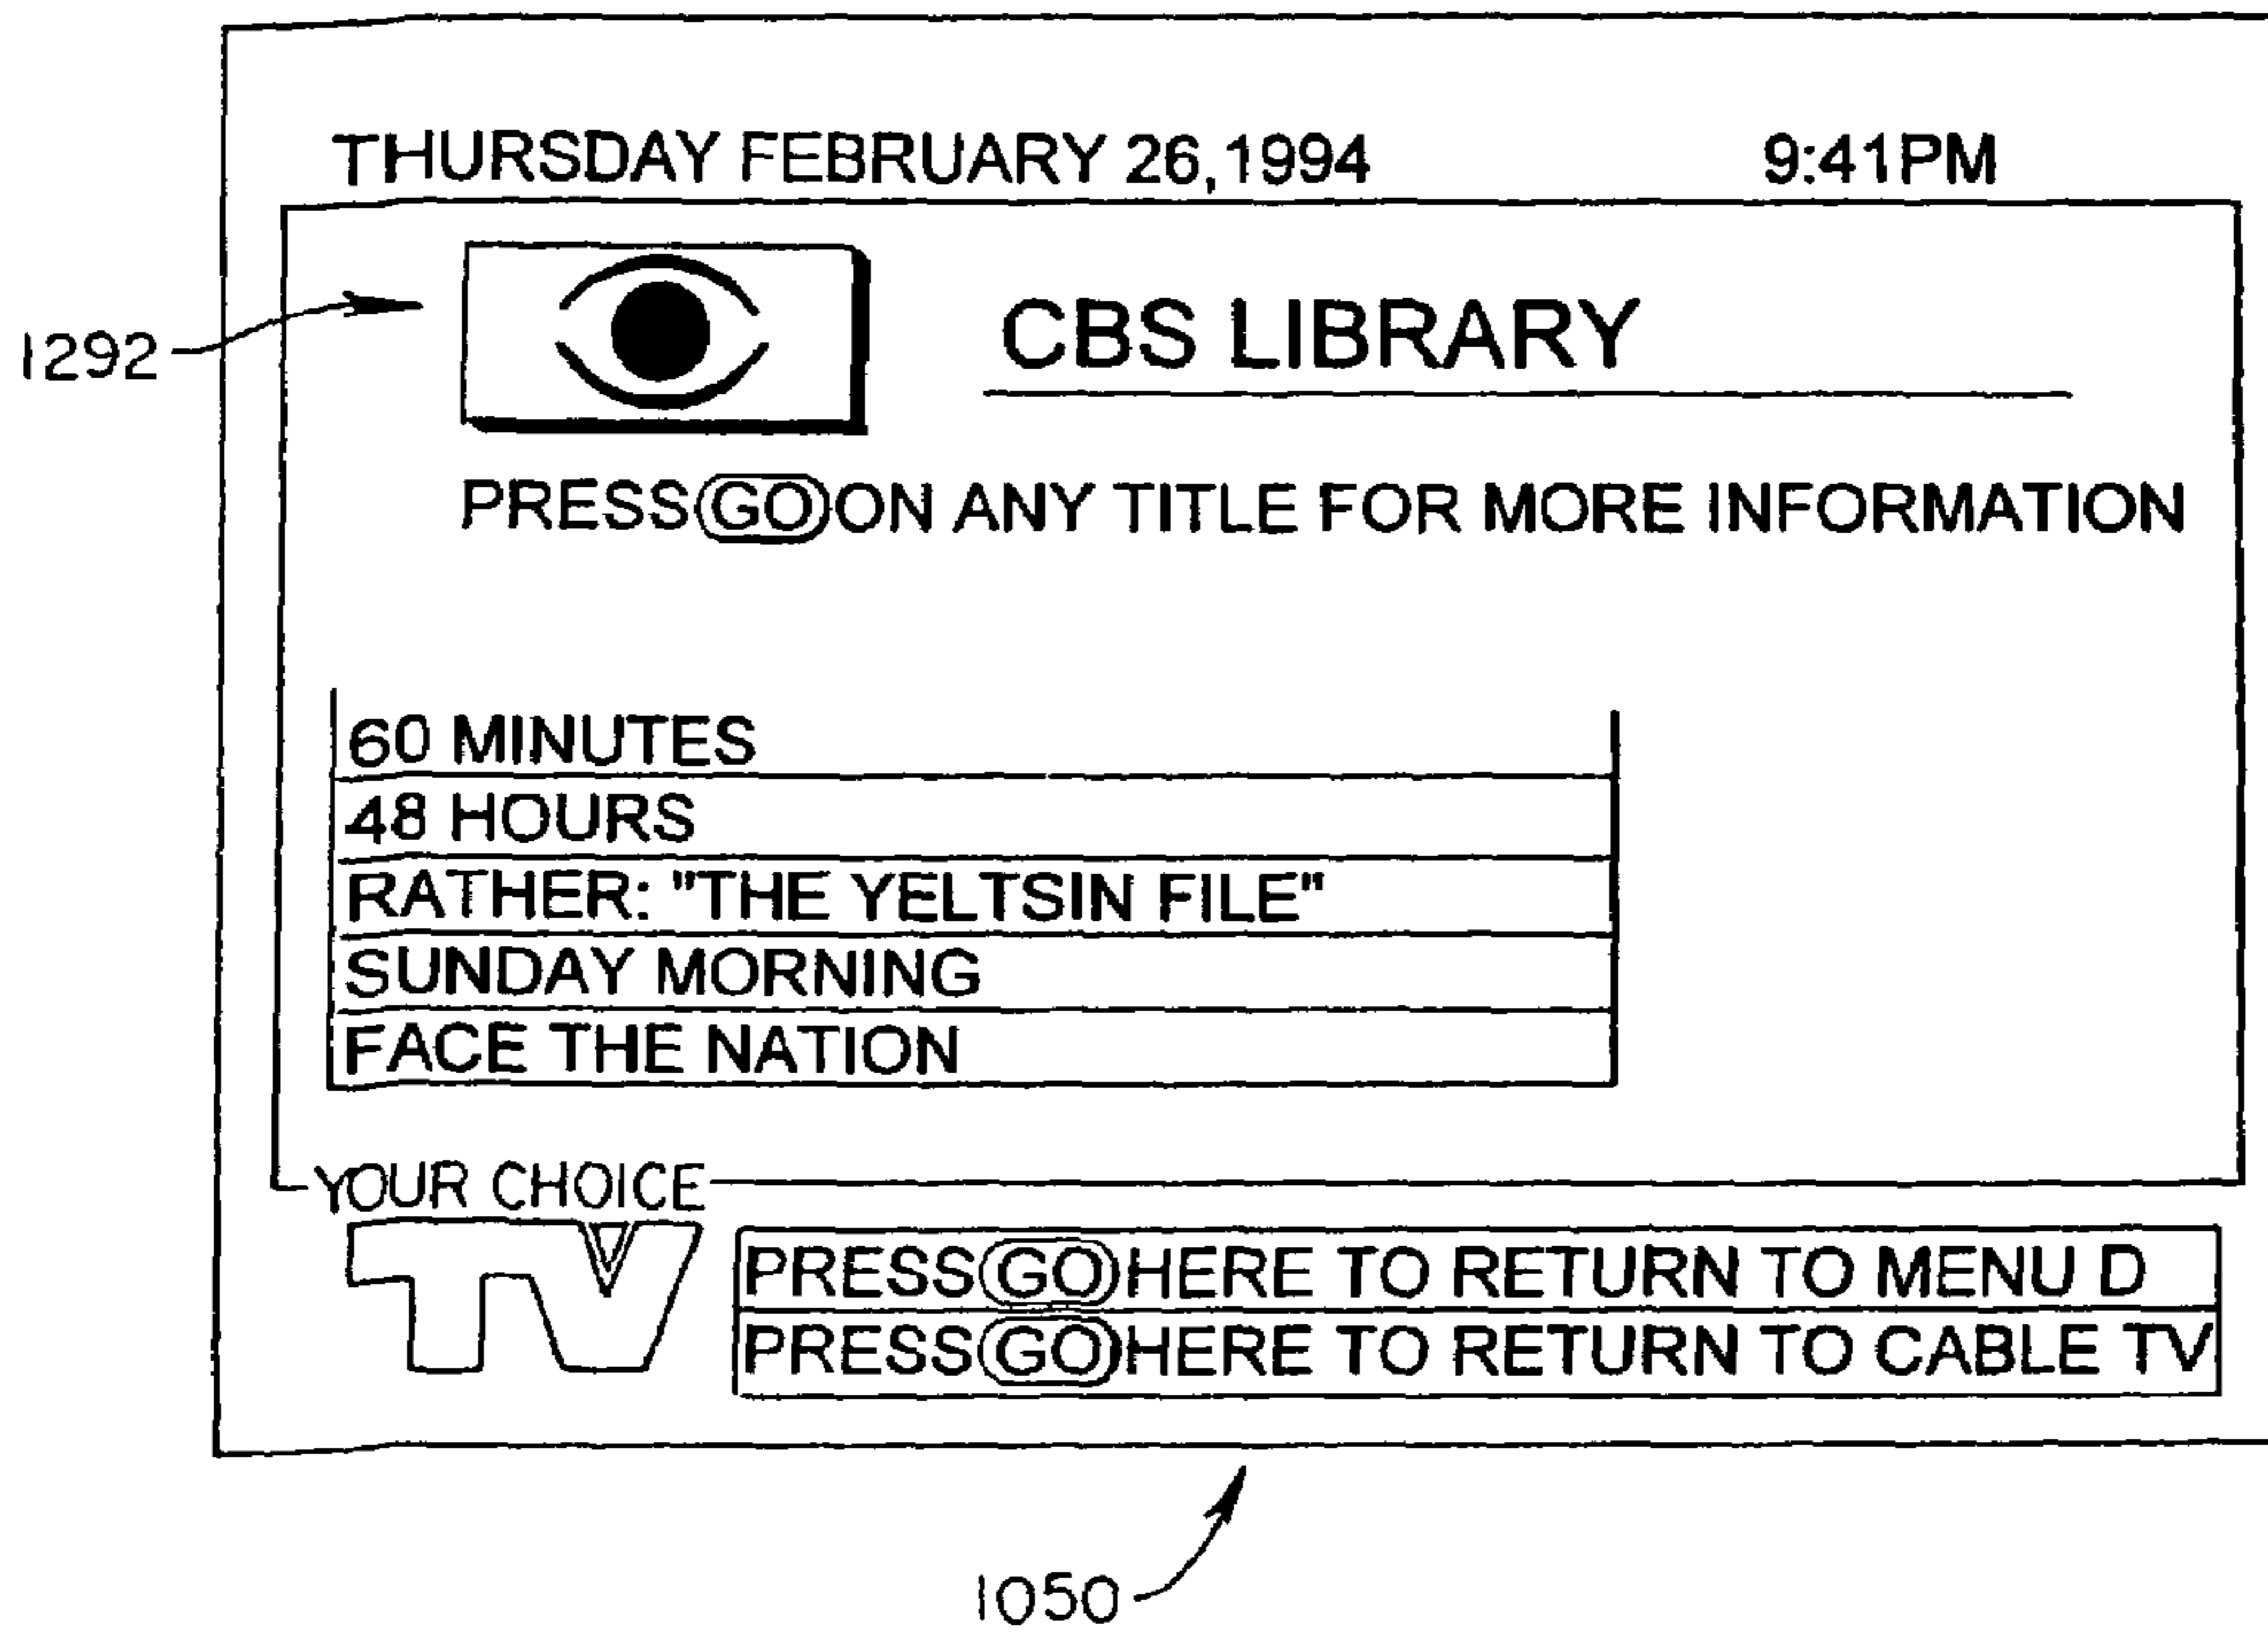 THURSDAY FEBRUARY 26,1994 9:41PM
CBS LIBRARY
1292
PRESS GO ON ANY TITLE FOR MORE INFORMATION
60 MINUTES
48 HOURS
RATHER: "THE YELTSIN FILE"
SUNDAY MORNING
FACE THE NATION
YOUR CHOICE
TV
PRESS GO HERE TO RETURN TO MENU D
PRESS GO HERE TO RETURN TO CABLE TV
1050